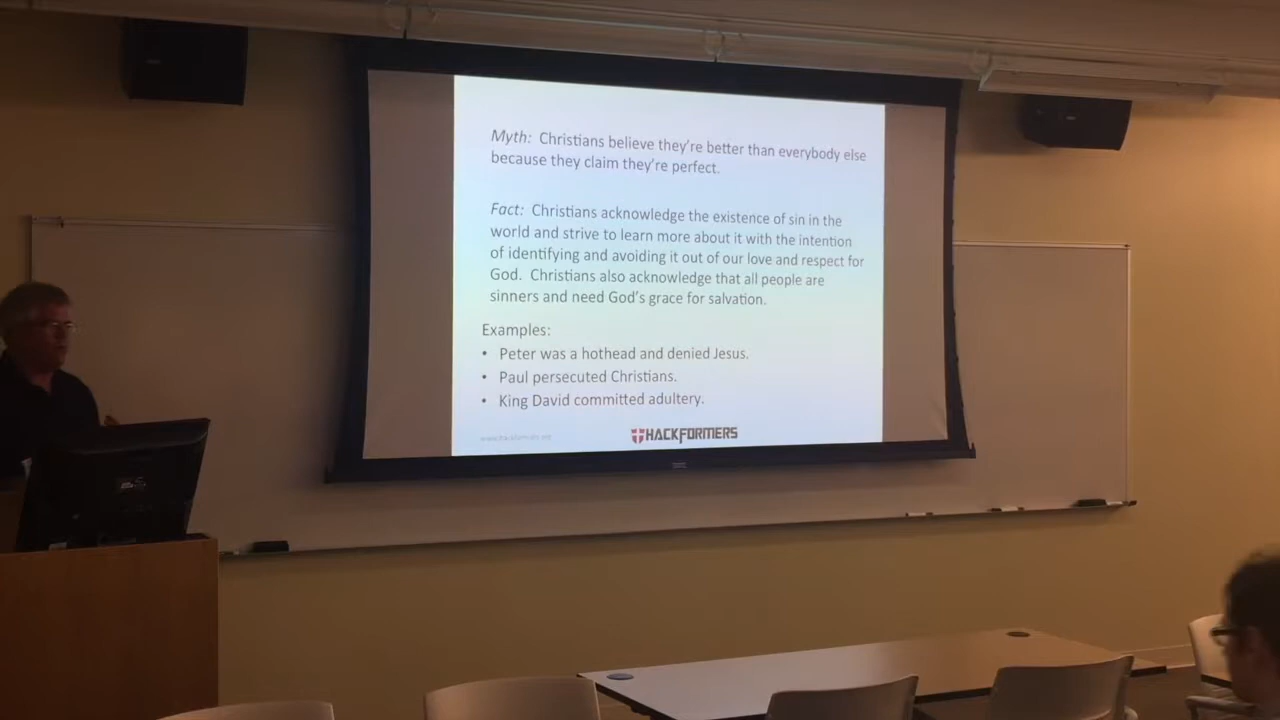 Myth: Christians believe they're better than everybody else
because they claim they're perfect.
Fact: Christians acknowledge the existence of sin in the
world and strive to learn more about it with the intention
of identifying and avoiding it out of our love and respect for
God. Christians also acknowledge that all people are
sinners and need God's grace for salvation.
Examples:
• Peter was a hothead and denied Jesus.
• Paul persecuted Christians.
• King David committed adultery.
www.hackformers.org
HACKFORMERS